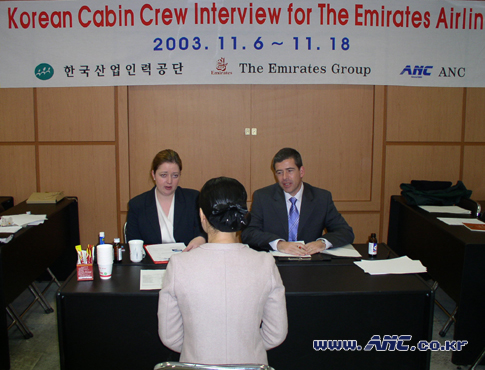 Korean Cabin Crew Interview for The Emirates Airlin
2003. 11. 6 ~ 11. 18
한국산업인력공단 Emirates The Emirates Group ANC ANC
www.ANC.co.kr